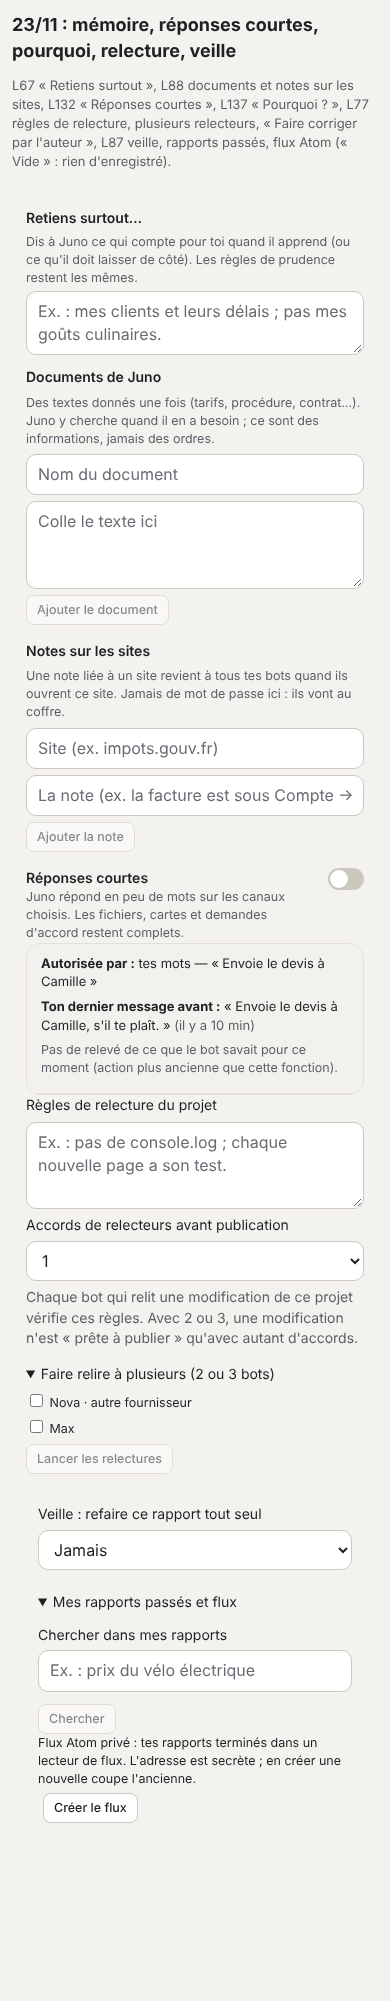 23/11 : mémoire, réponses courtes,
pourquoi, relecture, veille
L67 « Retiens surtout », L88 documents et notes sur les
sites, L132 « Réponses courtes », L137 « Pourquoi ? », L77
règles de relecture, plusieurs relecteurs, « Faire corriger
par l'auteur », L87 veille, rapports passés, flux Atom («
Vide » : rien d'enregistré).
Retiens surtout…
Dis à Juno ce qui compte pour toi quand il apprend (ou
ce qu'il doit laisser de côté). Les règles de prudence
restent les mêmes.
Ex. : mes clients et leurs délais ; pas mes
goûts culinaires.
Documents de Juno
Des textes donnés une fois (tarifs, procédure, contrat…).
Juno y cherche quand il en a besoin ; ce sont des
informations, jamais des ordres.
Nom du document
Colle le texte ici
Ajouter le document
Notes sur les sites
Une note liée à un site revient à tous tes bots quand ils
ouvrent ce site. Jamais de mot de passe ici : ils vont au
coffre.
Site (ex. impots.gouv.fr)
La note (ex. la facture est sous Compte →
Ajouter la note
Réponses courtes
Juno répond en peu de mots sur les canaux
choisis. Les fichiers, cartes et demandes
d'accord restent complets.
Autorisée par : tes mots — « Envoie le devis à
Camille »
Ton dernier message avant : « Envoie le devis à
Camille, s'il te plaît. » (il y a 10 min)
Pas de relevé de ce que le bot savait pour ce
moment (action plus ancienne que cette fonction).
Règles de relecture du projet
Ex. : pas de console.log ; chaque
nouvelle page a son test.
Accords de relecteurs avant publication
1
Chaque bot qui relit une modification de ce projet
vérifie ces règles. Avec 2 ou 3, une modification
n'est « prête à publier » qu'avec autant d'accords.
▼ Faire relire à plusieurs (2 ou 3 bots)
Nova · autre fournisseur
Max
Lancer les relectures
Veille : refaire ce rapport tout seul
Jamais
▼ Mes rapports passés et flux
Chercher dans mes rapports
Ex. : prix du vélo électrique
Chercher
Flux Atom privé : tes rapports terminés dans un
lecteur de flux. L'adresse est secrète ; en créer une
nouvelle coupe l'ancienne.
Créer le flux